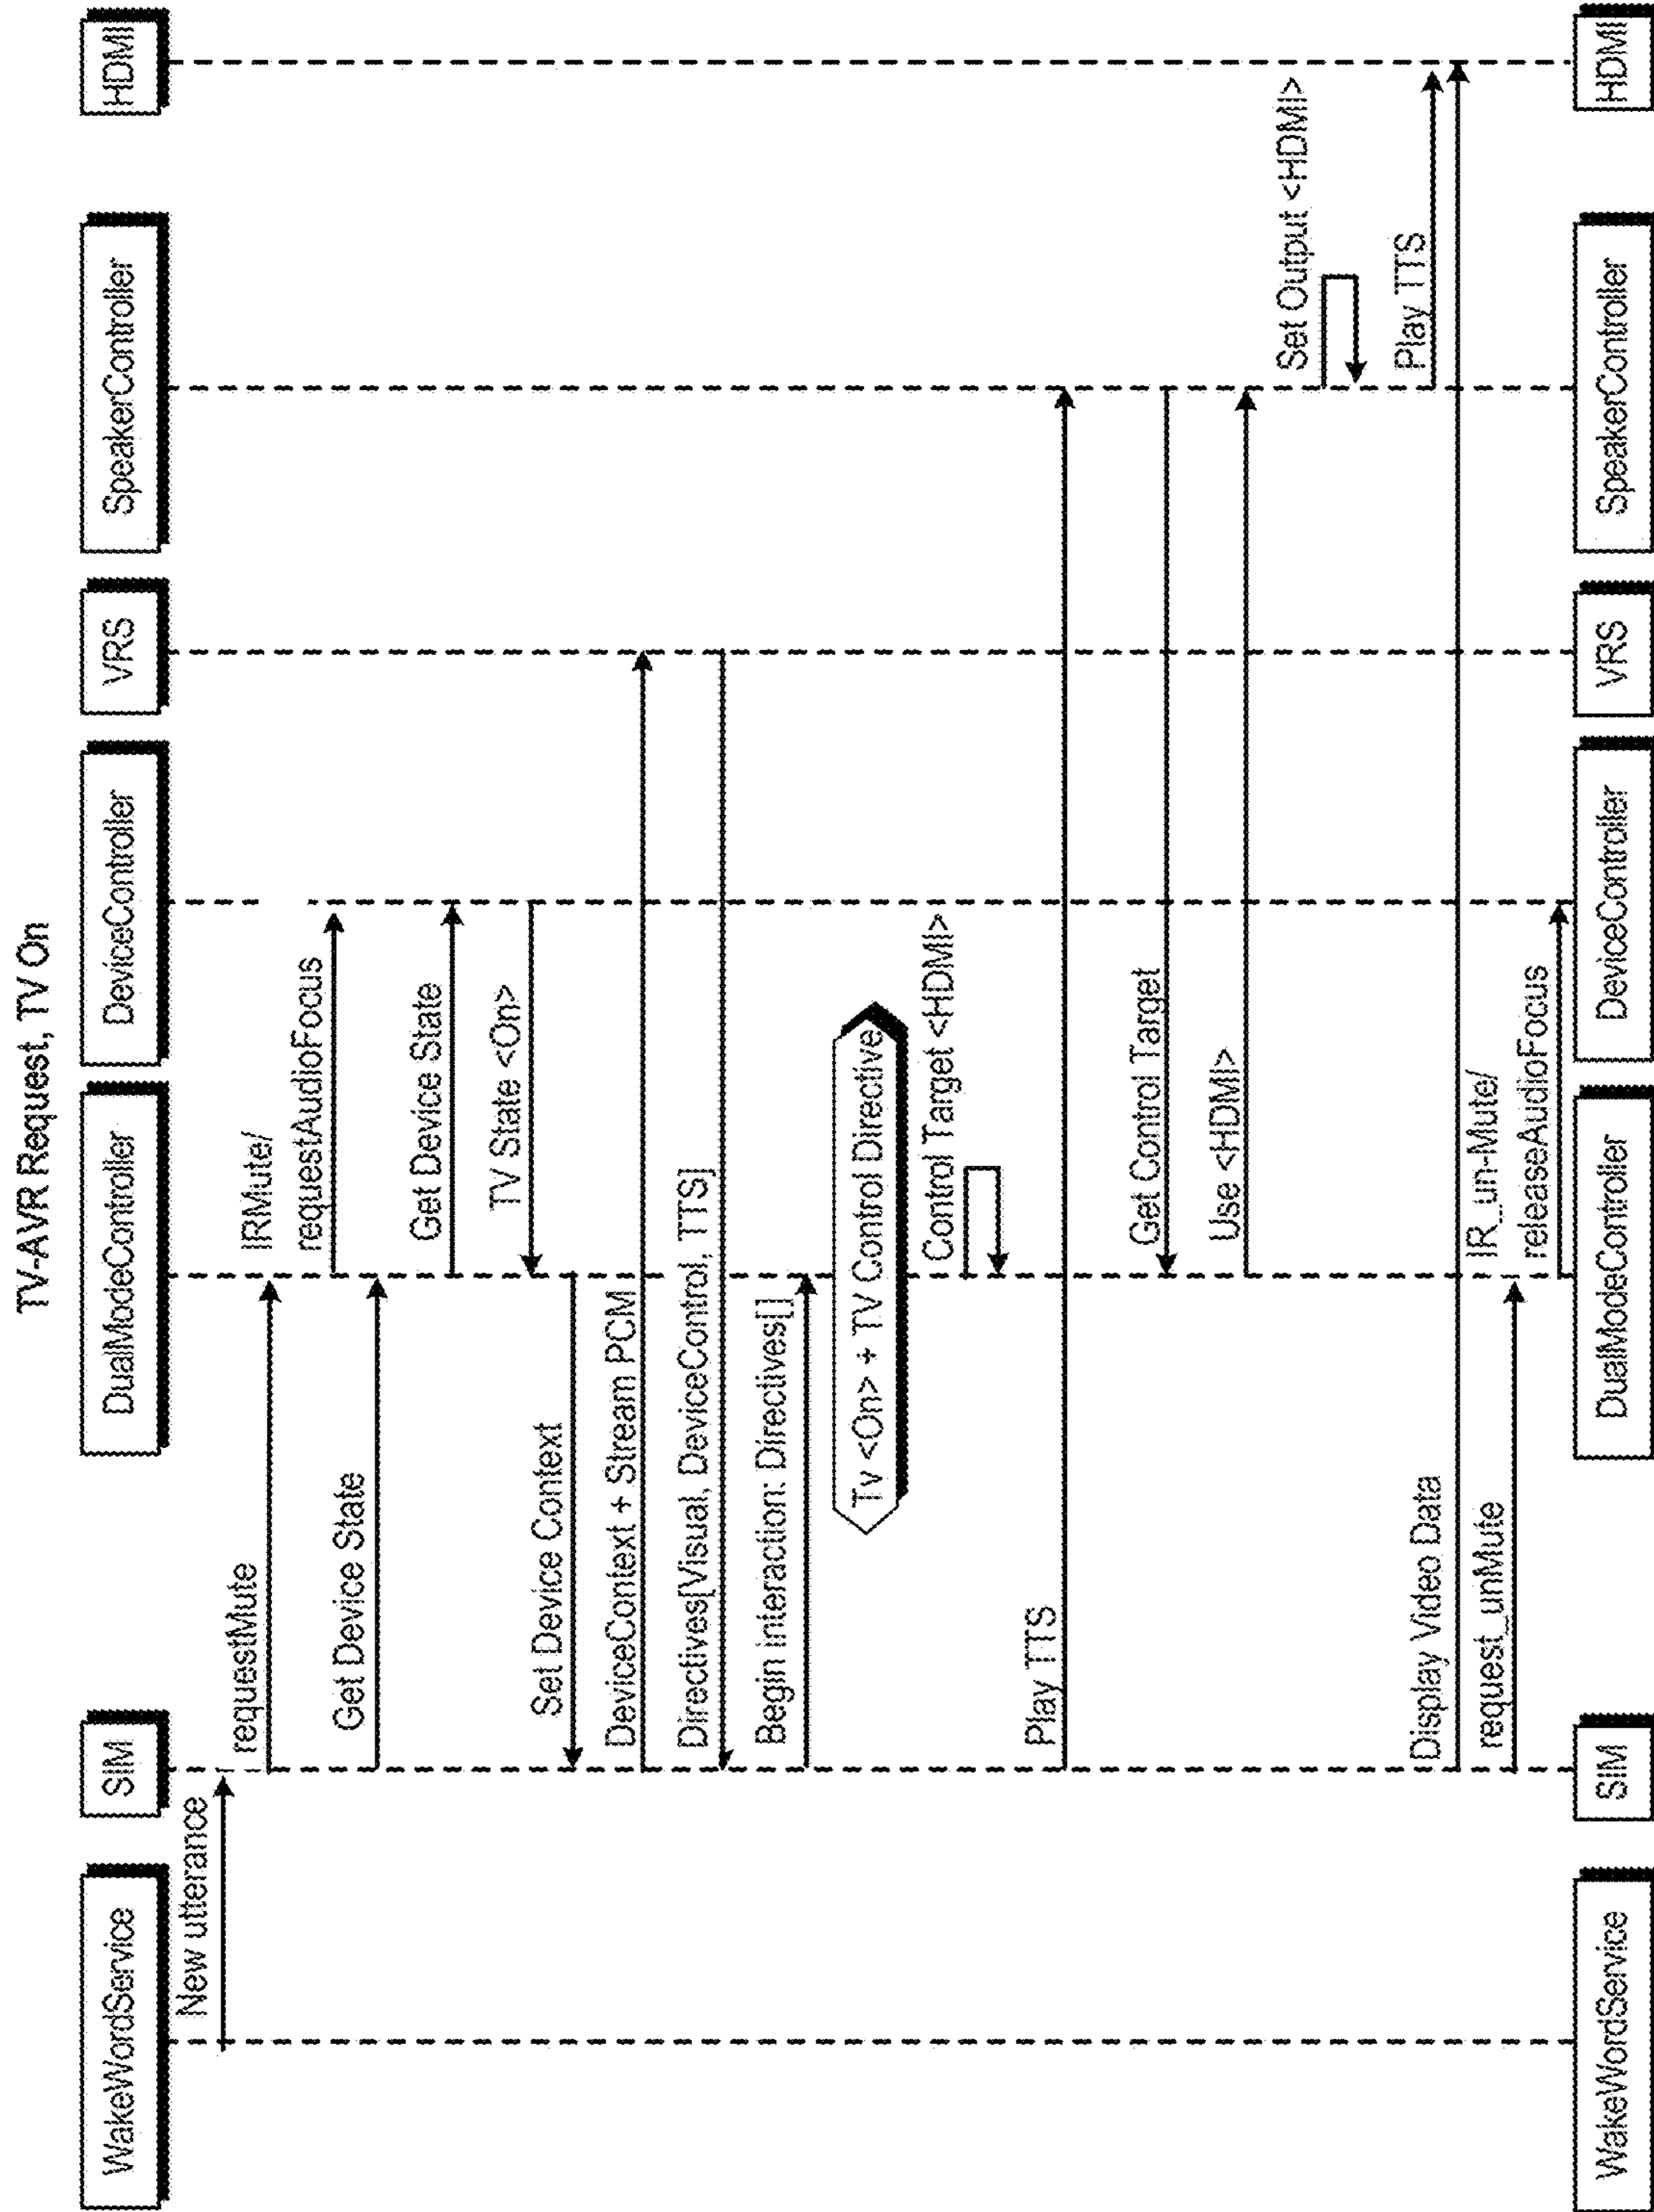 TV-AVR Request, TV On
WakeWordService
SIM
DualModeController
DeviceController
VRS
SpeakerController
HDMI
New utterance
requestMute
IRMute/
requestAudioFocus
Get Device State
Get Device State
TV State <On>
Set Device Context
DeviceContext + Stream PCM
Directives[Visual, DeviceControl, TTS]
Begin Interaction: Directives[]
Tv <On> + TV Control Directive
Control Target <HDMI>
Play TTS
Get Control Target
Use <HDMI>
Set Output <HDMI>
Play TTS
Display Video Data
request_unMute
IR_un-Mute/
releaseAudioFocus
WakeWordService
SIM
DualModeController
DeviceController
VRS
SpeakerController
HDMI